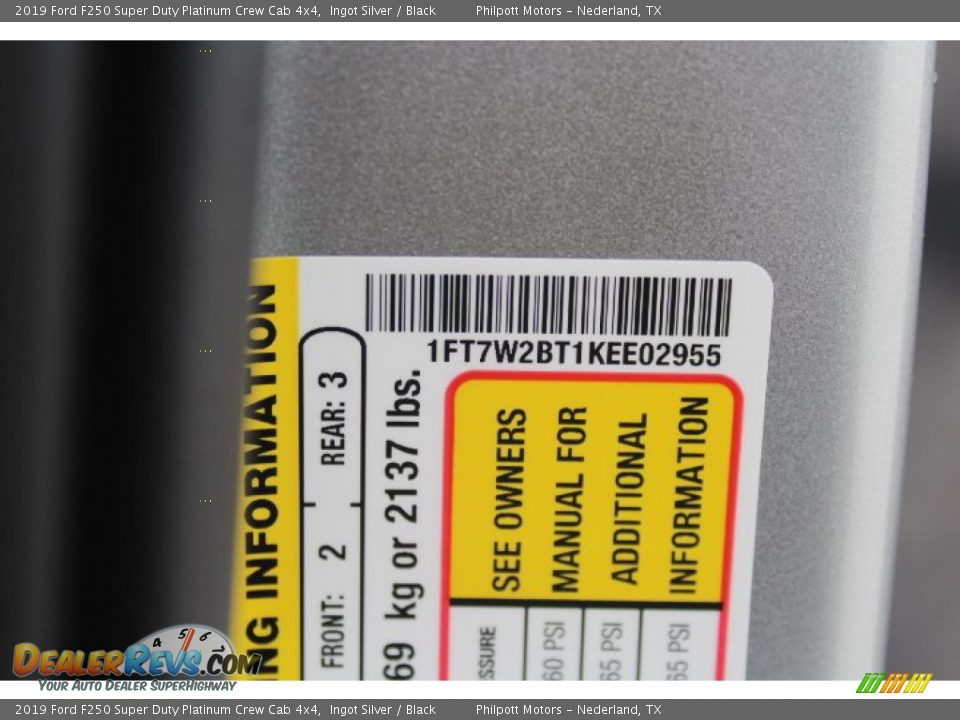 2019 Ford F250 Super Duty Platinum Crew Cab 4x4, Ingot Silver / Black Philpott Motors – Nederland, TX
1FT7W2BT1KEE02955
INFORMATION
FRONT: 2 REAR: 3
69 kg or 2137 lbs.
SEE OWNERS
MANUAL FOR
ADDITIONAL
INFORMATION
60 PSI
65 PSI
65 PSI
4 5 6
DEALERREVS.COM
YOUR AUTO DEALER SUPERHIGHWAY
2019 Ford F250 Super Duty Platinum Crew Cab 4x4, Ingot Silver / Black Philpott Motors – Nederland, TX